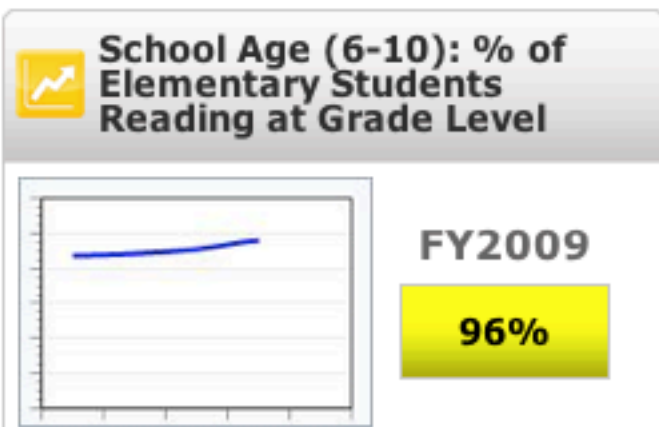 School Age (6-10): % of
Elementary Students
Reading at Grade Level
FY2009
96%